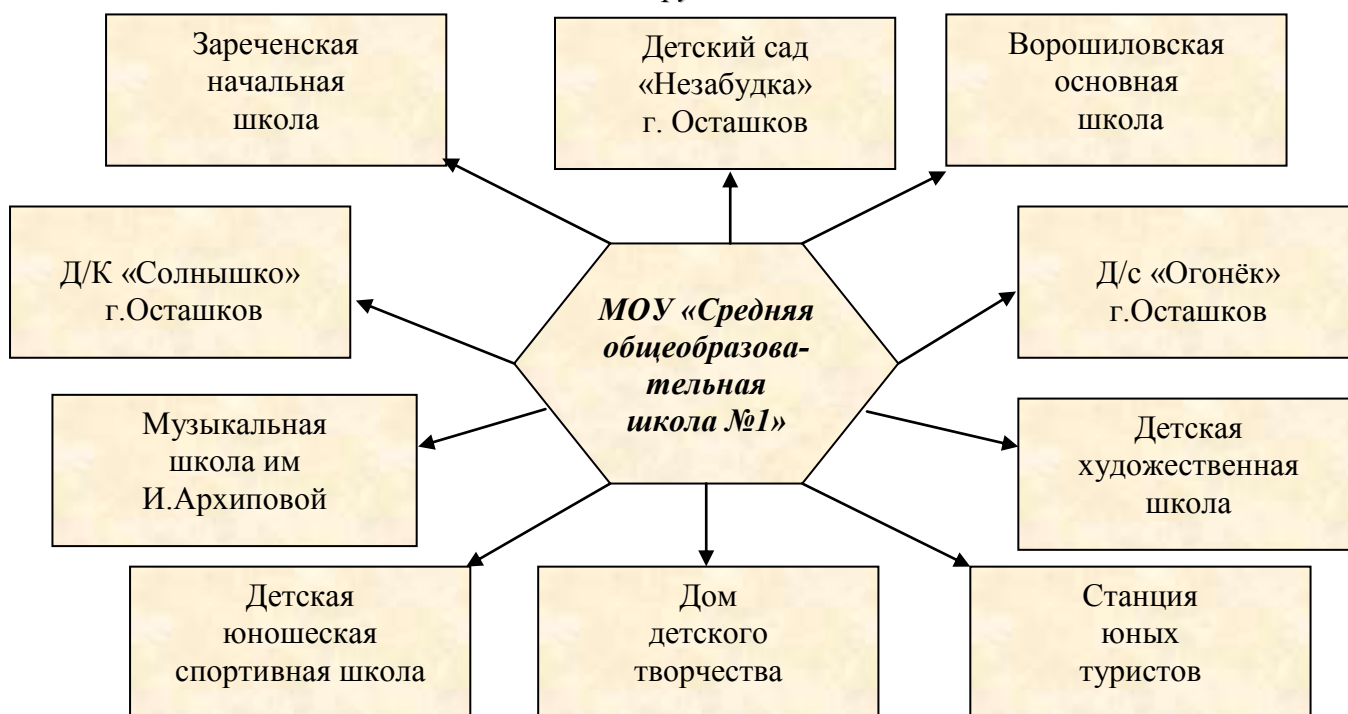 Зареченская
начальная
школа
Детский сад
«Незабудка»
г. Осташков
Ворошиловская
основная
школа
Д/К «Солнышко»
г.Осташков
МОУ «Средняя
общеобразова-
тельная
школа №1»
Д/с «Огонёк»
г.Осташков
Музыкальная
школа им
И.Архиповой
Детская
художественная
школа
Детская
юношеская
спортивная школа
Дом
детского
творчества
Станция
юных
туристов